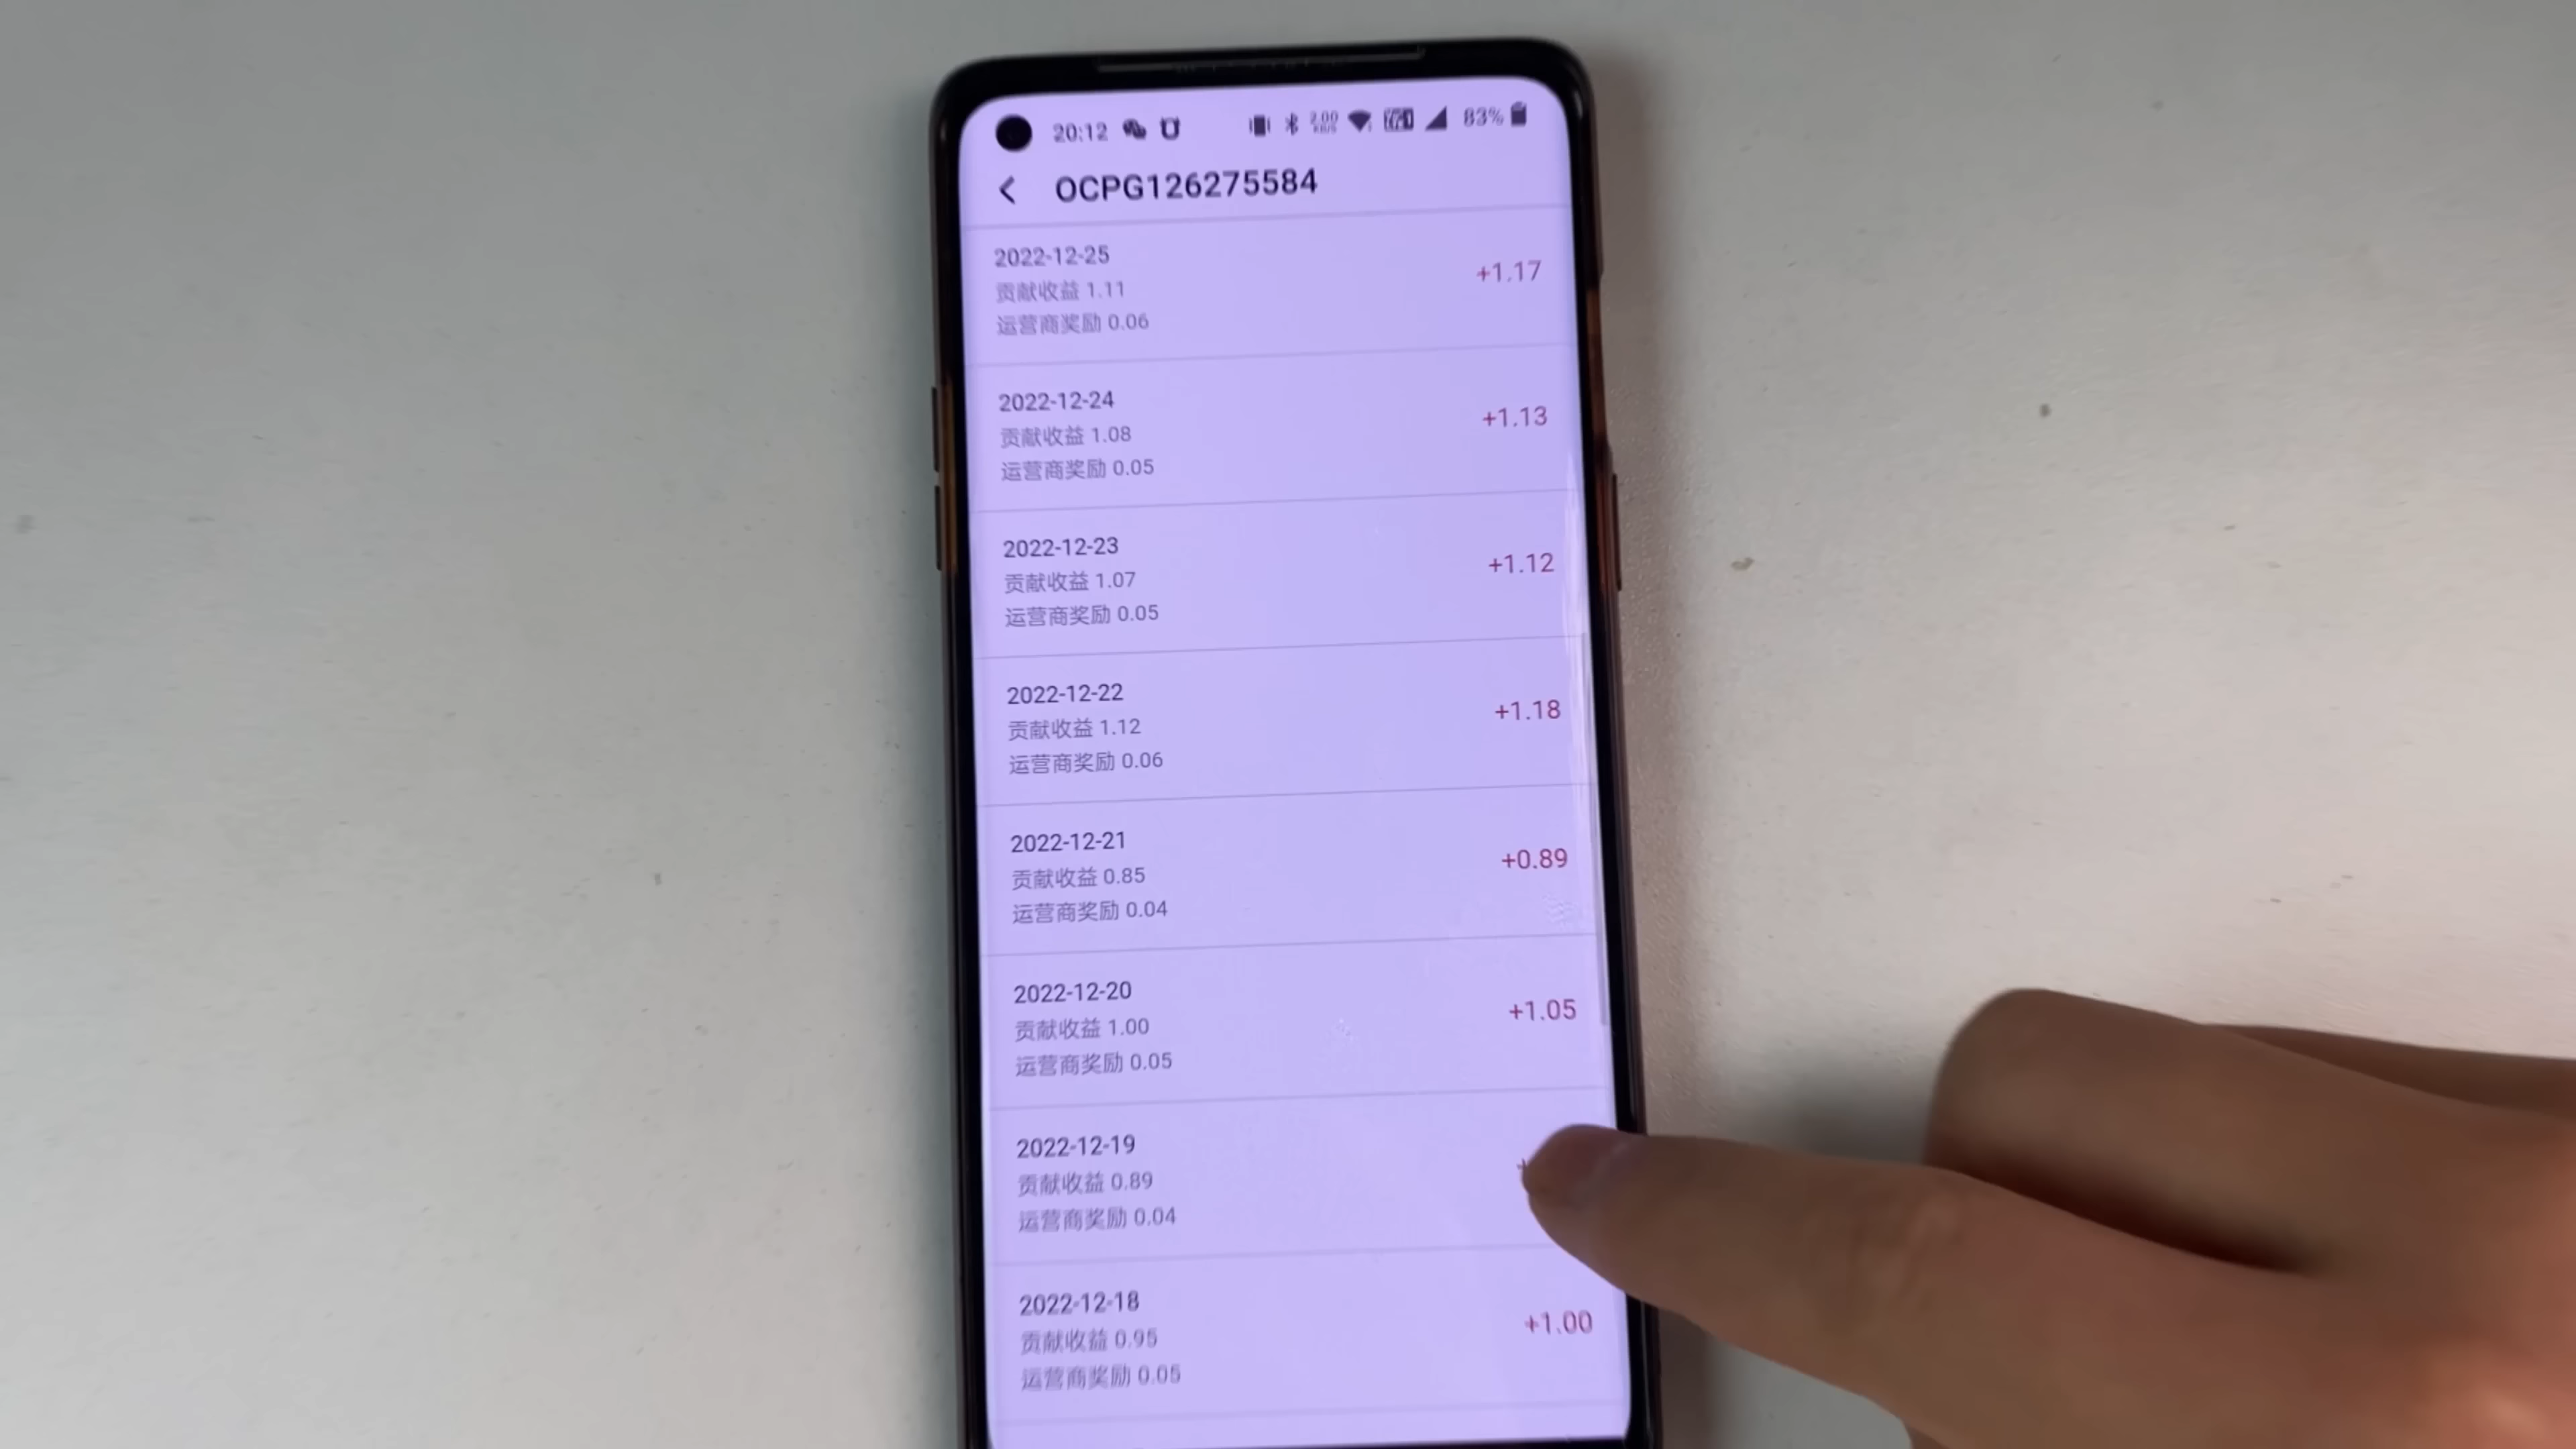 20:12
83%
OCPG126275584
2022-12-25
贡献收益 1.11
运营商奖励 0.06
+1.17
2022-12-24
贡献收益 1.08
运营商奖励 0.05
+1.13
2022-12-23
贡献收益 1.07
运营商奖励 0.05
+1.12
2022-12-22
贡献收益 1.12
运营商奖励 0.06
+1.18
2022-12-21
贡献收益 0.85
运营商奖励 0.04
+0.89
2022-12-20
贡献收益 1.00
运营商奖励 0.05
+1.05
2022-12-19
贡献收益 0.89
运营商奖励 0.04
2022-12-18
贡献收益 0.95
运营商奖励 0.05
+1.00